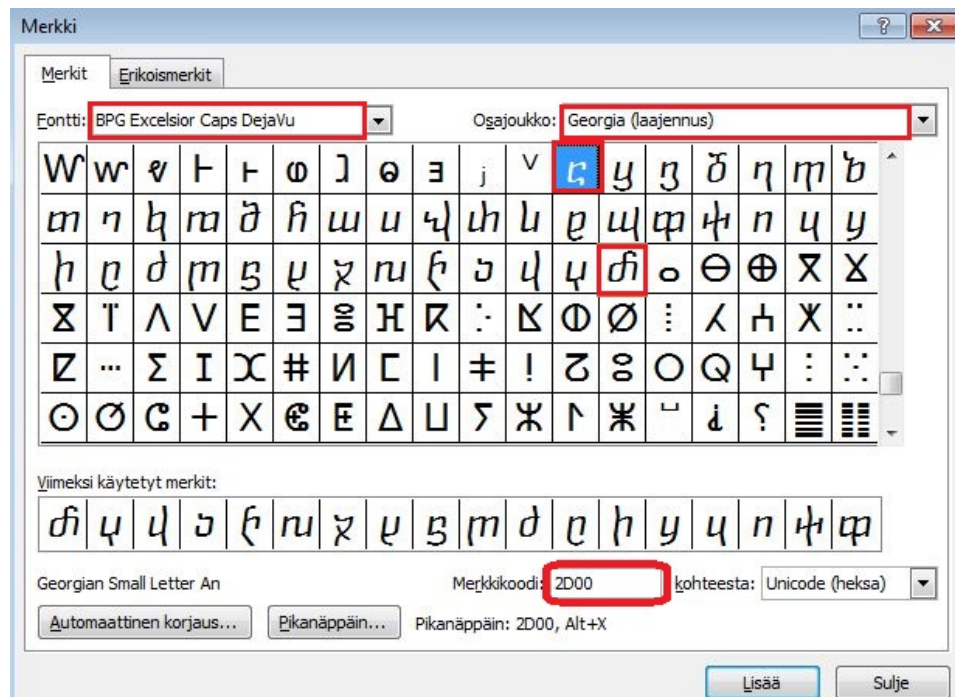 Merkki
Merkit Erikoismerkit
Fontti: BPG Excelsior Caps DejaVu Osajoukko: Georgia (laajennus)
Ⱳ ⱳ ⱴ Ⱶ ⱶ ⱷ ⱹ ⱺ ⱻ ⱼ ⱽ ⴀ ⴁ ⴂ ⴃ ⴄ ⴅ ⴆ
ⴇ ⴈ ⴉ ⴊ ⴋ ⴌ ⴍ ⴎ ⴏ ⴐ ⴑ ⴒ ⴓ ⴔ ⴕ ⴖ ⴗ ⴘ
ⴙ ⴚ ⴛ ⴜ ⴝ ⴞ ⴟ ⴠ ⴡ ⴢ ⴣ ⴤ ⴥ ⴰ ⴱ ⴲ ⴳ ⴴ
ⴵ ⴶ ⴷ ⴸ ⴹ ⴺ ⴻ ⴼ ⴽ ⴾ ⴿ ⵀ ⵁ ⵂ ⵃ ⵄ ⵅ ⵆ
ⵇ ⵈ ⵉ ⵊ ⵋ ⵌ ⵍ ⵎ ⵏ ⵐ ⵑ ⵒ ⵓ ⵔ ⵕ ⵖ ⵗ ⵘ
ⵙ ⵚ ⵛ ⵜ ⵝ ⵞ ⵟ ⵠ ⵡ ⵢ ⵣ ⵤ ⵥ ⵯ ⸘ ⸮ ䷀ ䷁
Viimeksi käytetyt merkit:
ⴥ ⴤ ⴣ ⴢ ⴡ ⴠ ⴟ ⴞ ⴝ ⴜ ⴛ ⴚ ⴙ ⴘ ⴗ ⴖ ⴕ ⴔ
Georgian Small Letter An Merkkikoodi: 2D00 kohteesta: Unicode (heksa)
Automaattinen korjaus... Pikanäppäin... Pikanäppäin: 2D00, Alt+X
Lisää Sulje